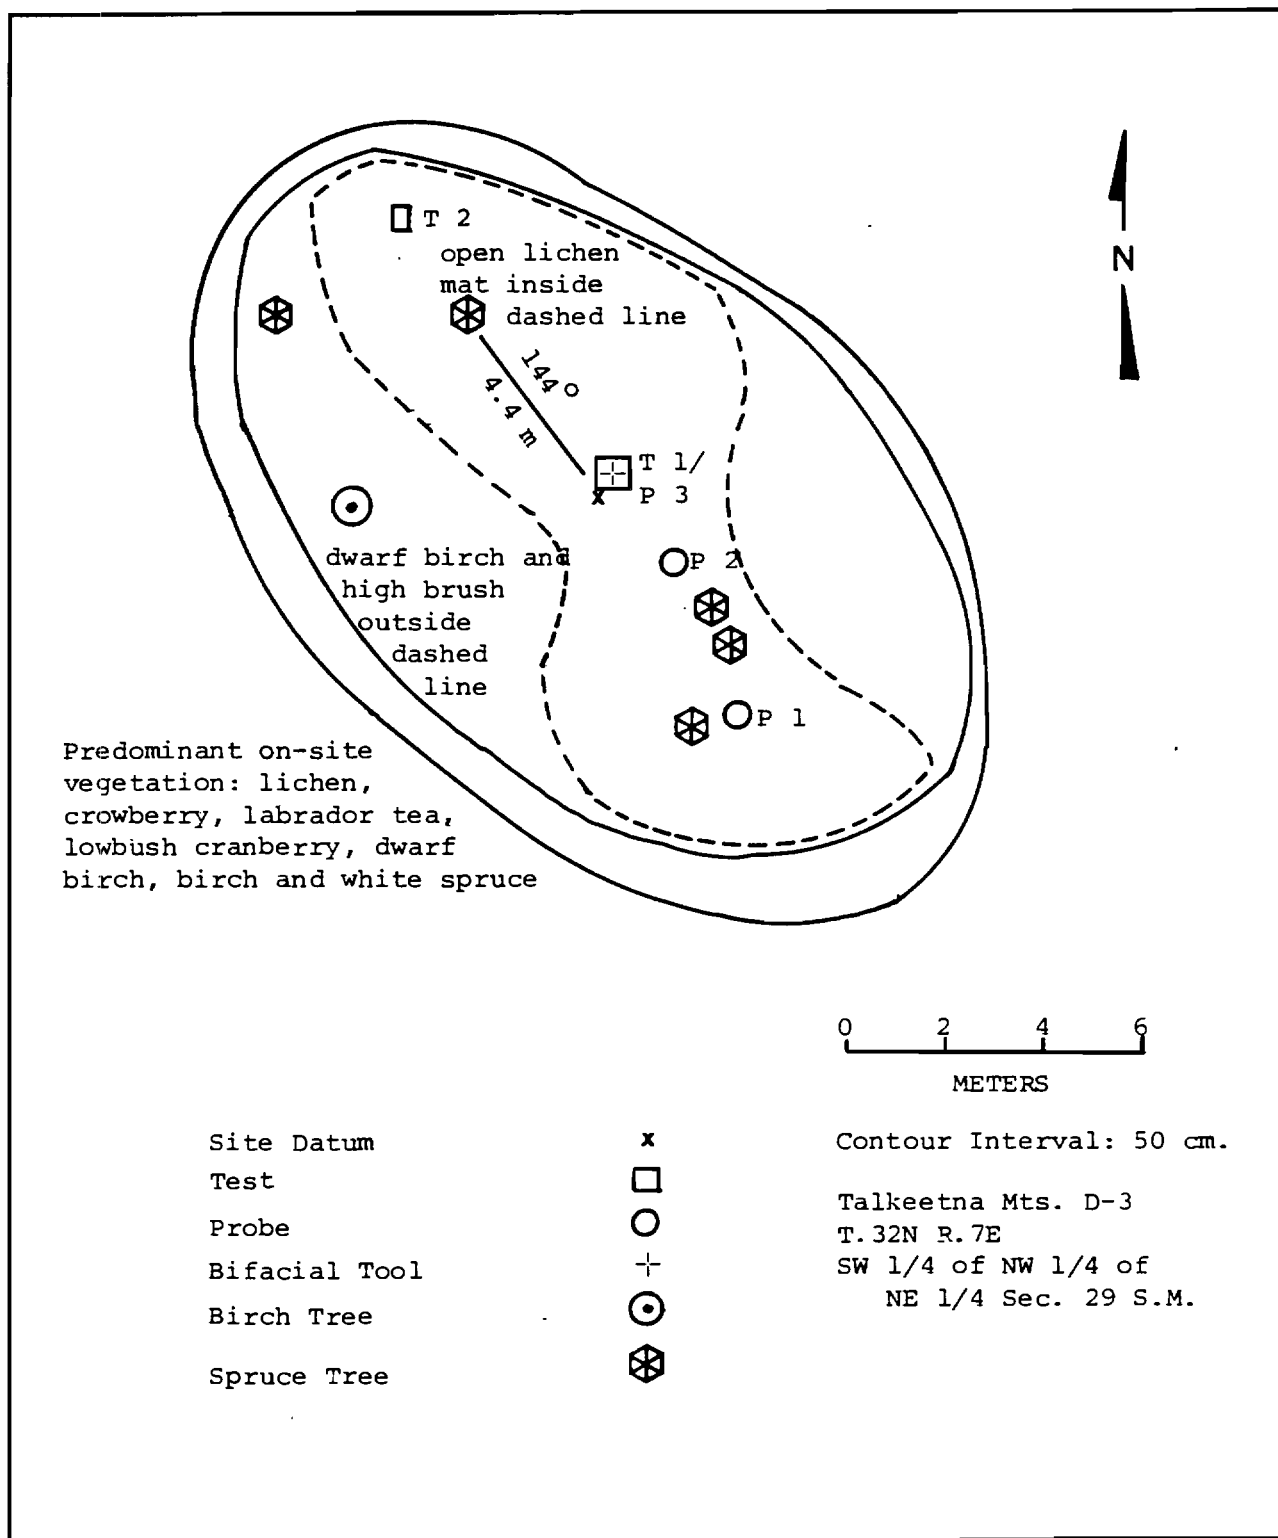 T 2
open lichen
mat inside
dashed line
N
144°
4.4 m
T 1/
P 3
P 2
dwarf birch and
high brush
outside
dashed
line
P 1
Predominant on-site
vegetation: lichen,
crowberry, labrador tea,
lowbush cranberry, dwarf
birch, birch and white spruce
0 2 4 6
METERS
Site Datum x
Test
Probe
Bifacial Tool
Birch Tree
Spruce Tree
Contour Interval: 50 cm.
Talkeetna Mts. D-3
T.32N R.7E
SW 1/4 of NW 1/4 of
NE 1/4 Sec. 29 S.M.